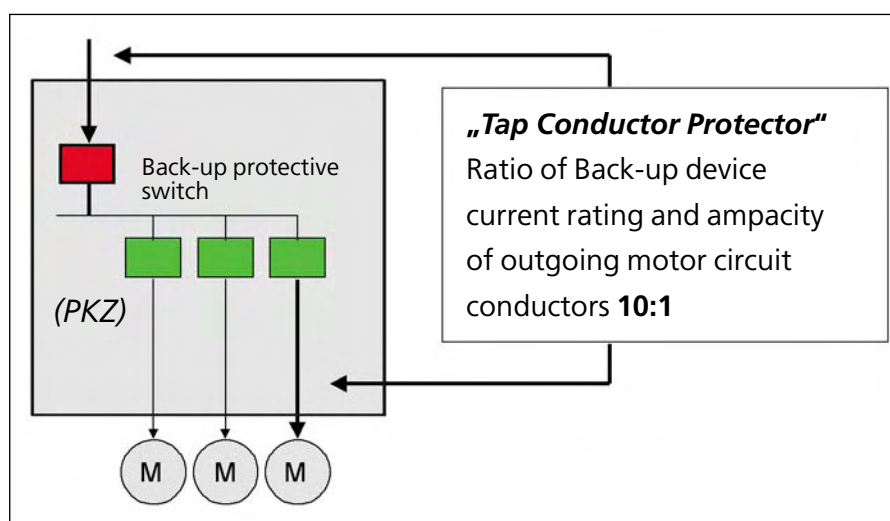 „Tap Conductor Protector“
Ratio of Back-up device
current rating and ampacity
of outgoing motor circuit
conductors 10:1
Back-up protective
switch
(PKZ)
M
M
M